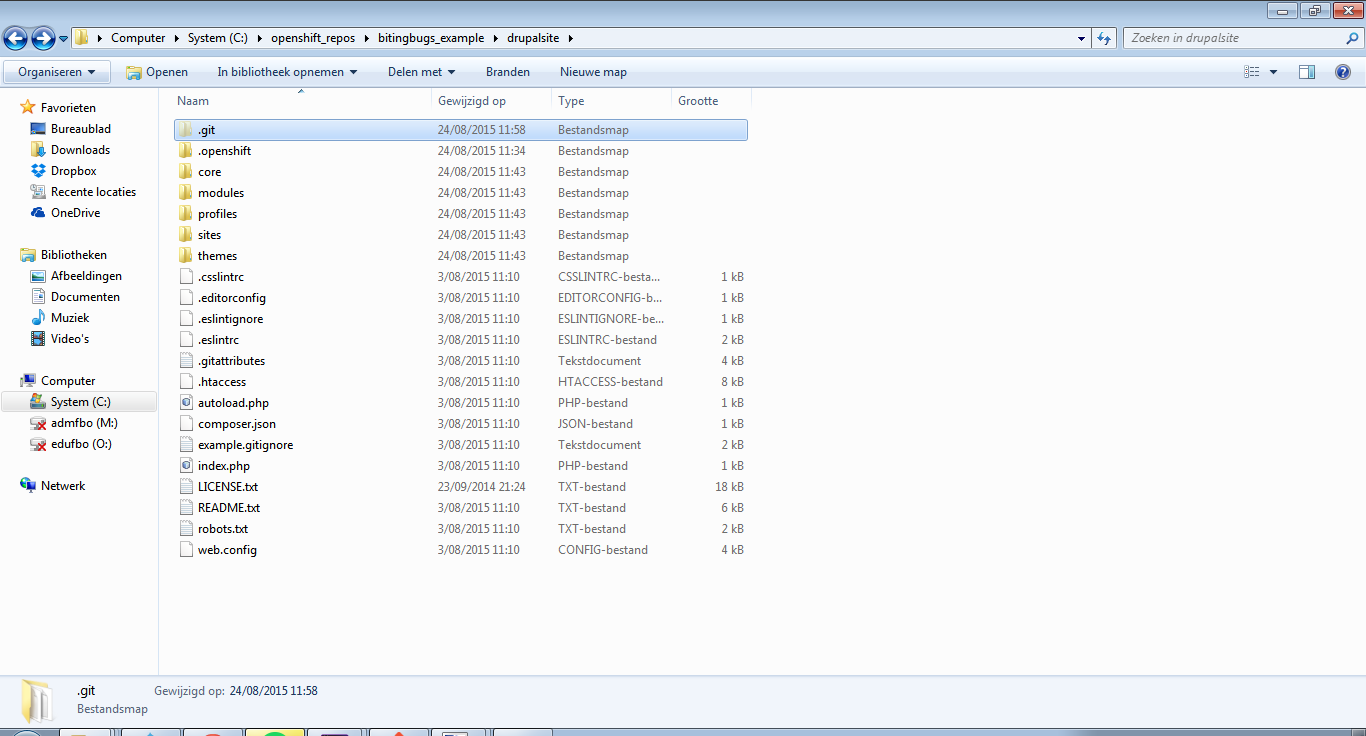 Computer System (C:) openshift_repos bitingbugs_example drupalsite
Zoeken in drupalsite
Organiseren Openen In bibliotheek opnemen Delen met Branden Nieuwe map
Favorieten
Bureaublad
Downloads
Dropbox
Recente locaties
OneDrive
Bibliotheken
Afbeeldingen
Documenten
Muziek
Video's
Computer
System (C:)
admfbo (M:)
edufbo (O:)
Netwerk
Naam Gewijzigd op Type Grootte
.git 24/08/2015 11:58 Bestandsmap
.openshift 24/08/2015 11:34 Bestandsmap
core 24/08/2015 11:43 Bestandsmap
modules 24/08/2015 11:43 Bestandsmap
profiles 24/08/2015 11:43 Bestandsmap
sites 24/08/2015 11:43 Bestandsmap
themes 24/08/2015 11:43 Bestandsmap
.csslintrc 3/08/2015 11:10 CSSLINTRC-besta... 1 kB
.editorconfig 3/08/2015 11:10 EDITORCONFIG-b... 1 kB
.eslintignore 3/08/2015 11:10 ESLINTIGNORE-be... 1 kB
.eslintrc 3/08/2015 11:10 ESLINTRC-bestand 2 kB
.gitattributes 3/08/2015 11:10 Tekstdocument 4 kB
.htaccess 3/08/2015 11:10 HTACCESS-bestand 8 kB
autoload.php 3/08/2015 11:10 PHP-bestand 1 kB
composer.json 3/08/2015 11:10 JSON-bestand 1 kB
example.gitignore 3/08/2015 11:10 Tekstdocument 2 kB
index.php 3/08/2015 11:10 PHP-bestand 1 kB
LICENSE.txt 23/09/2014 21:24 TXT-bestand 18 kB
README.txt 3/08/2015 11:10 TXT-bestand 6 kB
robots.txt 3/08/2015 11:10 TXT-bestand 2 kB
web.config 3/08/2015 11:10 CONFIG-bestand 4 kB
.git Gewijzigd op: 24/08/2015 11:58
Bestandsmap